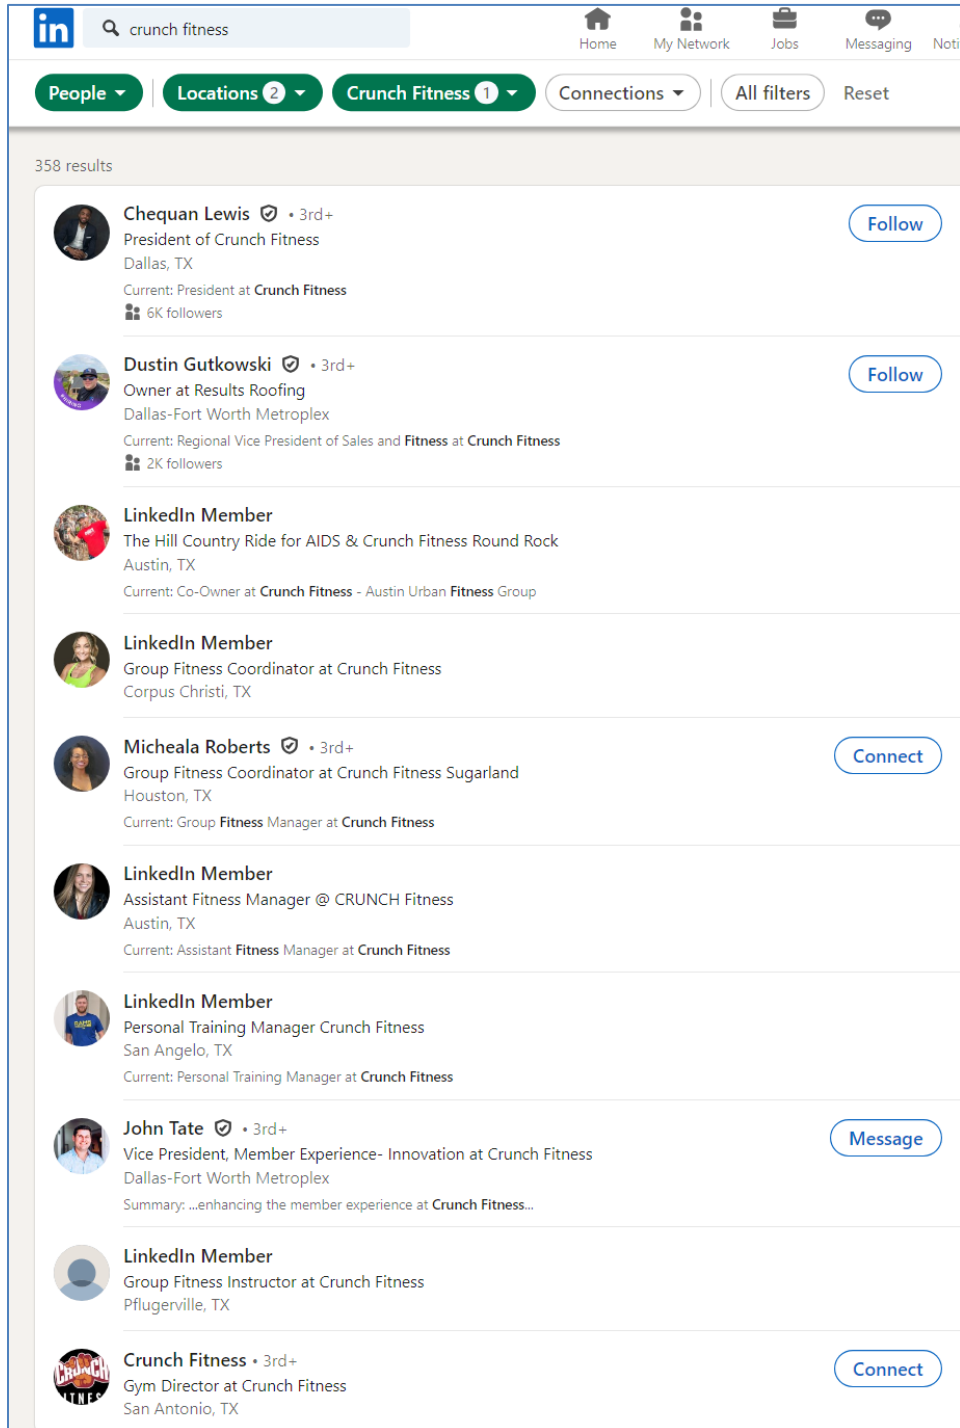 in
crunch fitness
Home
My Network
Jobs
Messaging
Noti
People
Locations 2
Crunch Fitness 1
Connections
All filters
Reset
358 results
Chequan Lewis • 3rd+
Follow
President of Crunch Fitness
Dallas, TX
Current: President at Crunch Fitness
6K followers
Dustin Gutkowski • 3rd+
Follow
Owner at Results Roofing
Dallas-Fort Worth Metroplex
Current: Regional Vice President of Sales and Fitness at Crunch Fitness
2K followers
LinkedIn Member
The Hill Country Ride for AIDS & Crunch Fitness Round Rock
Austin, TX
Current: Co-Owner at Crunch Fitness - Austin Urban Fitness Group
LinkedIn Member
Group Fitness Coordinator at Crunch Fitness
Corpus Christi, TX
Micheala Roberts • 3rd+
Connect
Group Fitness Coordinator at Crunch Fitness Sugarland
Houston, TX
Current: Group Fitness Manager at Crunch Fitness
LinkedIn Member
Assistant Fitness Manager @ CRUNCH Fitness
Austin, TX
Current: Assistant Fitness Manager at Crunch Fitness
LinkedIn Member
Personal Training Manager Crunch Fitness
San Angelo, TX
Current: Personal Training Manager at Crunch Fitness
John Tate • 3rd+
Message
Vice President, Member Experience- Innovation at Crunch Fitness
Dallas-Fort Worth Metroplex
Summary: ...enhancing the member experience at Crunch Fitness...
LinkedIn Member
Group Fitness Instructor at Crunch Fitness
Pflugerville, TX
CRUNCH
Crunch Fitness • 3rd+
Connect
Gym Director at Crunch Fitness
San Antonio, TX